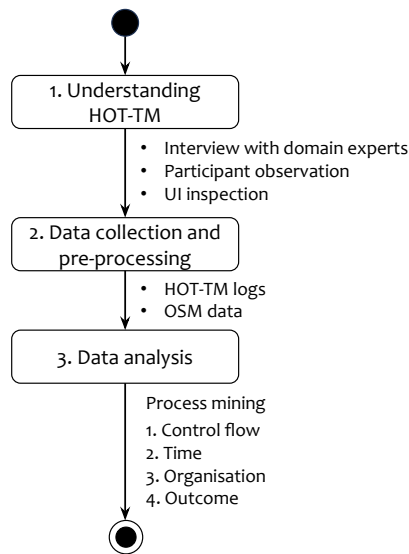 1. Understanding
HOT-TM
• Interview with domain experts
• Participant observation
• UI inspection
2. Data collection and
pre-processing
• HOT-TM logs
• OSM data
3. Data analysis
Process mining
1. Control flow
2. Time
3. Organisation
4. Outcome